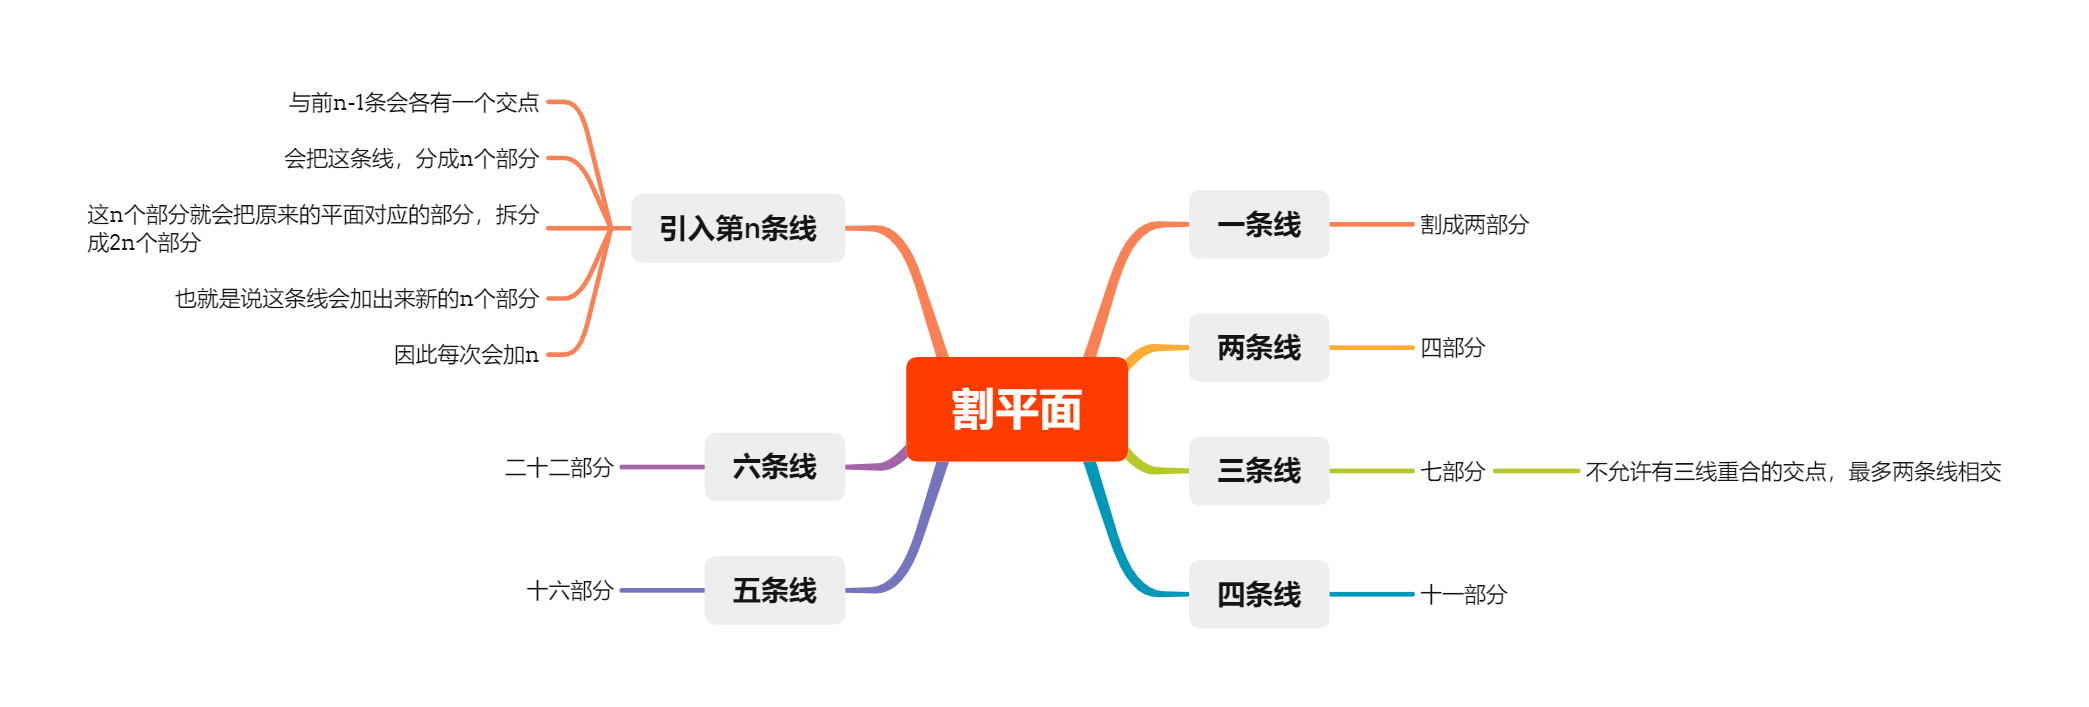 割平面
一条线
割成两部分
两条线
四部分
三条线
七部分
不允许有三线重合的交点，最多两条线相交
四条线
十一部分
五条线
十六部分
六条线
二十二部分
引入第n条线
与前n-1条会各有一个交点
会把这条线，分成n个部分
这n个部分就会把原来的平面对应的部分，拆分
成2n个部分
也就是说这条线会加出来新的n个部分
因此每次会加n